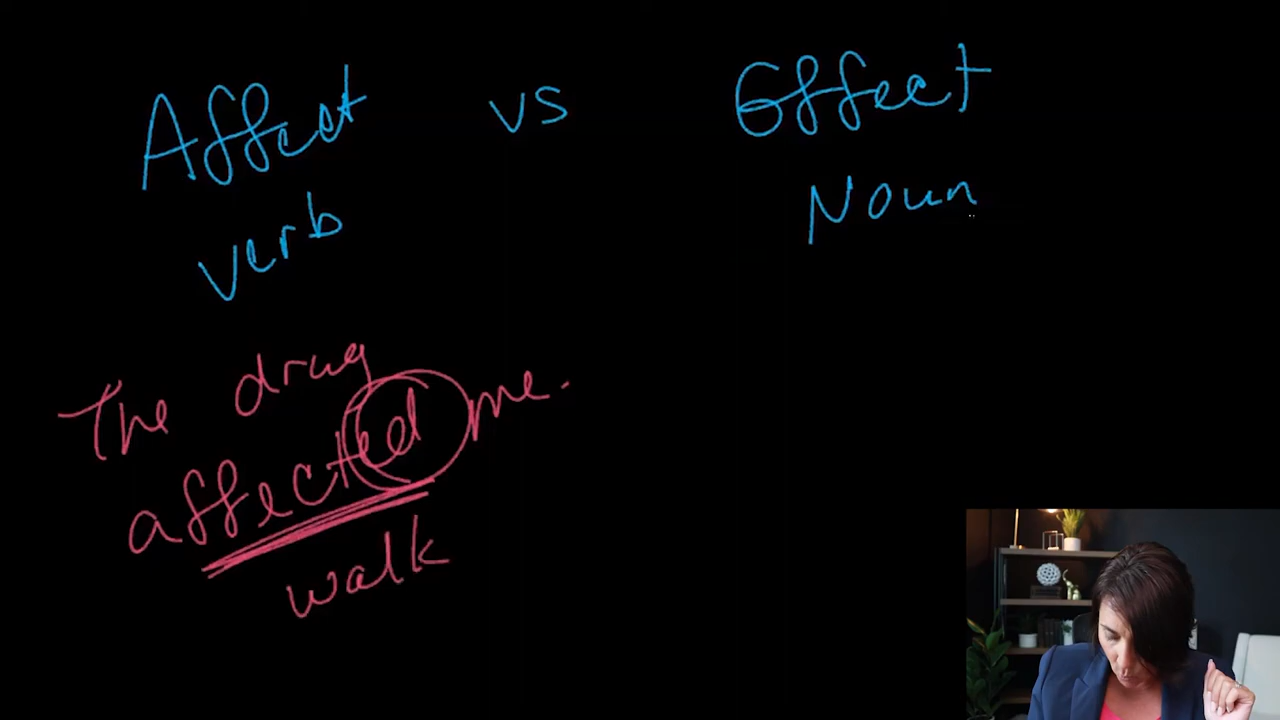 Affect vs Effect
verb Noun
The drug
affected me.
walk